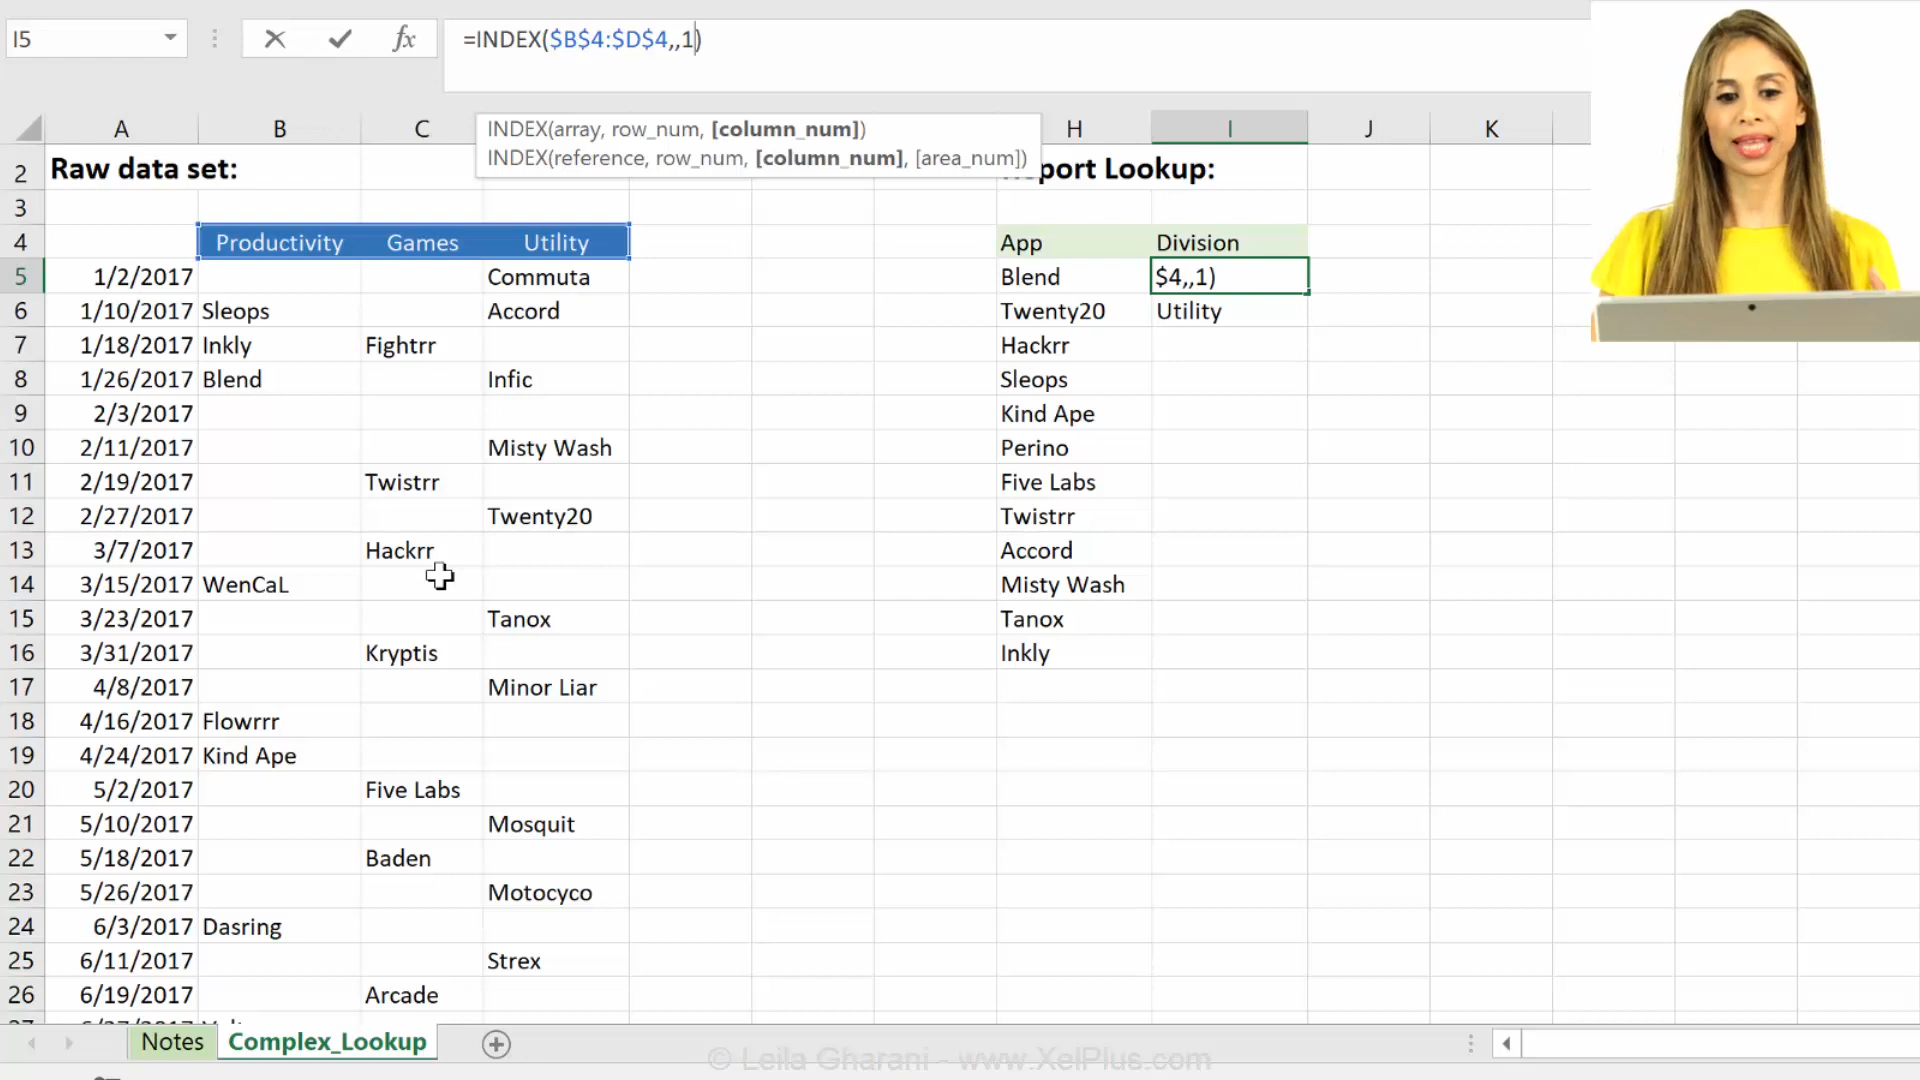 I5 fx =INDEX($B$4:$D$4,,1)
INDEX(array, row_num, [column_num])
INDEX(reference, row_num, [column_num], [area_num])
A B C H I J K
2 Raw data set: port Lookup:
3
4 Productivity Games Utility App Division
5 1/2/2017 Commuta Blend $4,,1)
6 1/10/2017 Sleops Accord Twenty20 Utility
7 1/18/2017 Inkly Fightrr Hackrr
8 1/26/2017 Blend Infic Sleops
9 2/3/2017 Kind Ape
10 2/11/2017 Misty Wash Perino
11 2/19/2017 Twistrr Five Labs
12 2/27/2017 Twenty20 Twistrr
13 3/7/2017 Hackrr Accord
14 3/15/2017 WenCaL Misty Wash
15 3/23/2017 Tanox Tanox
16 3/31/2017 Kryptis Inkly
17 4/8/2017 Minor Liar
18 4/16/2017 Flowrrr
19 4/24/2017 Kind Ape
20 5/2/2017 Five Labs
21 5/10/2017 Mosquit
22 5/18/2017 Baden
23 5/26/2017 Motocyco
24 6/3/2017 Dasring
25 6/11/2017 Strex
26 6/19/2017 Arcade
Notes Complex_Lookup
© Leila Gharani - www.XelPlus.com